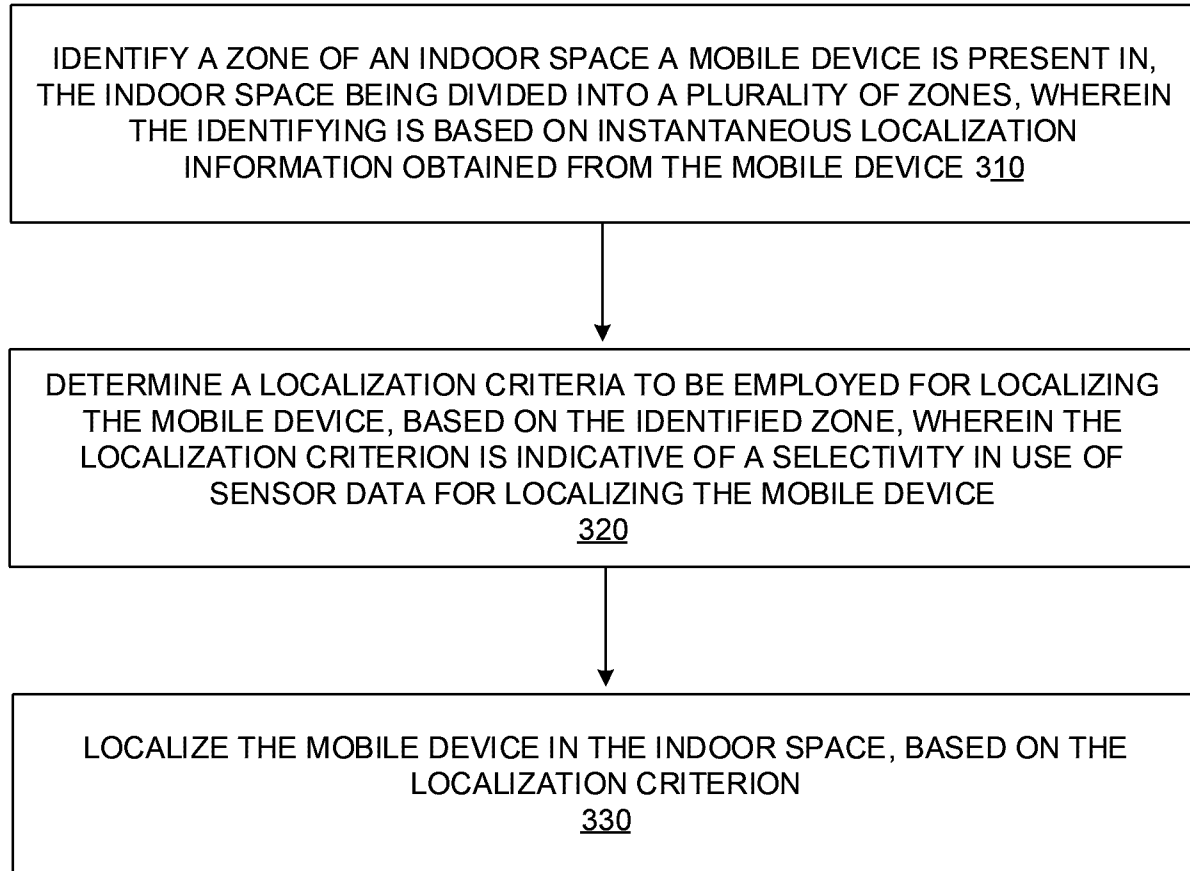 IDENTIFY A ZONE OF AN INDOOR SPACE A MOBILE DEVICE IS PRESENT IN,
THE INDOOR SPACE BEING DIVIDED INTO A PLURALITY OF ZONES, WHEREIN
THE IDENTIFYING IS BASED ON INSTANTANEOUS LOCALIZATION
INFORMATION OBTAINED FROM THE MOBILE DEVICE 310
DETERMINE A LOCALIZATION CRITERIA TO BE EMPLOYED FOR LOCALIZING
THE MOBILE DEVICE, BASED ON THE IDENTIFIED ZONE, WHEREIN THE
LOCALIZATION CRITERION IS INDICATIVE OF A SELECTIVITY IN USE OF
SENSOR DATA FOR LOCALIZING THE MOBILE DEVICE
320
LOCALIZE THE MOBILE DEVICE IN THE INDOOR SPACE, BASED ON THE
LOCALIZATION CRITERION
330